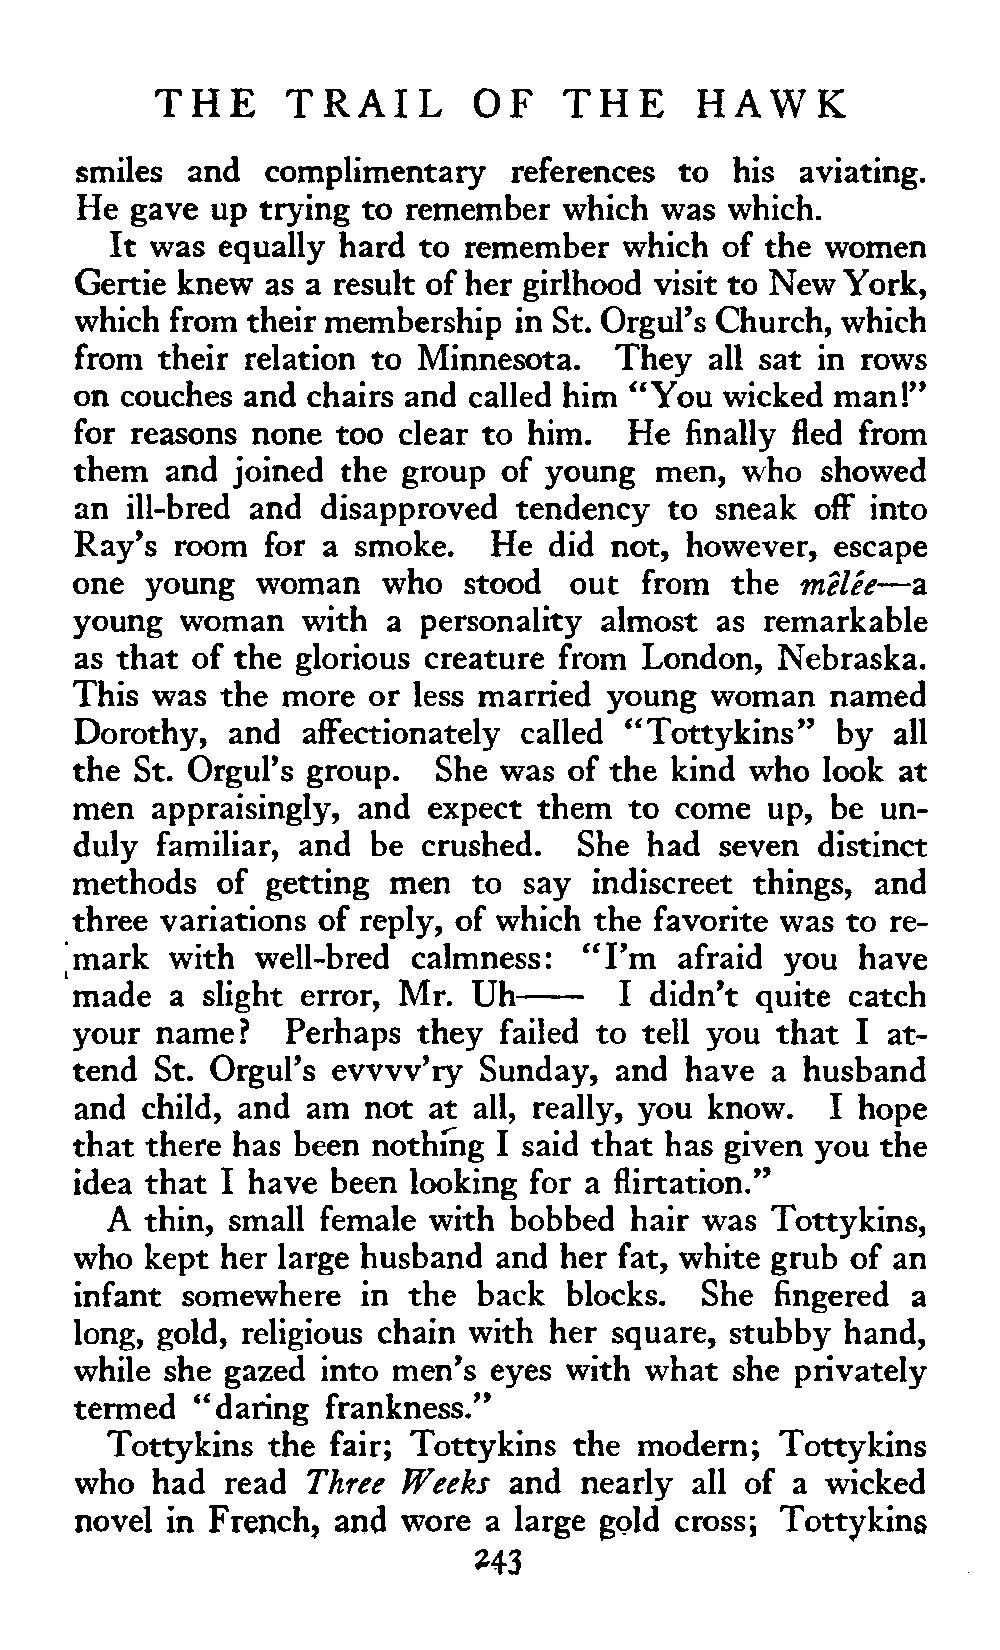 THE TRAIL OF THE HAWK
smiles and complimentary references to his aviating.
He gave up trying to remember which was which.
It was equally hard to remember which of the women
Gertie knew as a result of her girlhood visit to New York,
which from their membership in St. Orgul's Church, which
from their relation to Minnesota. They all sat in rows
on couches and chairs and called him "You wicked man!"
for reasons none too clear to him. He finally fled from
them and joined the group of young men, who showed
an ill-bred and disapproved tendency to sneak off into
Ray's room for a smoke. He did not, however, escape
one young woman who stood out from the mêlée—a
young woman with a personality almost as remarkable
as that of the glorious creature from London, Nebraska.
This was the more or less married young woman named
Dorothy, and affectionately called "Tottykins" by all
the St. Orgul's group. She was of the kind who look at
men appraisingly, and expect them to come up, be un-
duly familiar, and be crushed. She had seven distinct
methods of getting men to say indiscreet things, and
three variations of reply, of which the favorite was to re-
mark with well-bred calmness: "I'm afraid you have
made a slight error, Mr. Uh—— I didn't quite catch
your name? Perhaps they failed to tell you that I at-
tend St. Orgul's evvvv'ry Sunday, and have a husband
and child, and am not at all, really, you know. I hope
that there has been nothing I said that has given you the
idea that I have been looking for a flirtation."
A thin, small female with bobbed hair was Tottykins,
who kept her large husband and her fat, white grub of an
infant somewhere in the back blocks. She fingered a
long, gold, religious chain with her square, stubby hand,
while she gazed into men's eyes with what she privately
termed "daring frankness."
Tottykins the fair; Tottykins the modern; Tottykins
who had read Three Weeks and nearly all of a wicked
novel in French, and wore a large gold cross; Tottykins
243